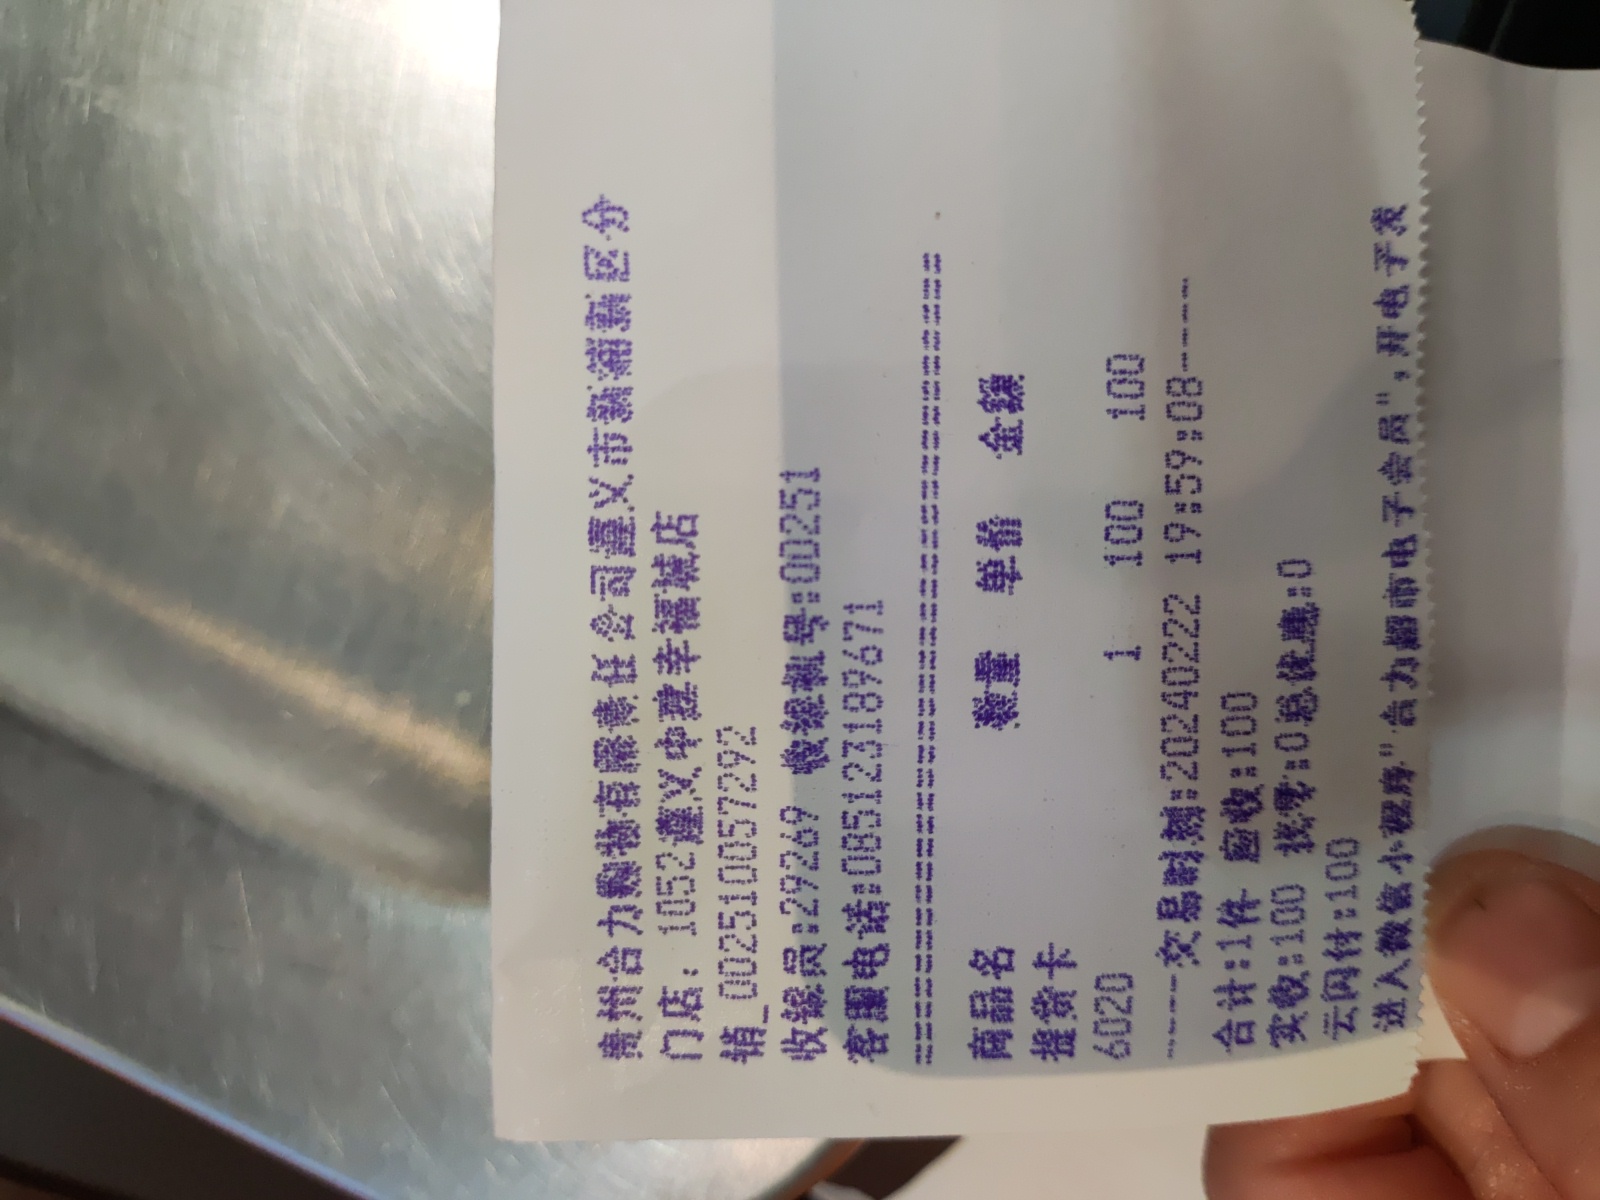 贵州合力购物有限责任公司遵义市新蒲新区分
门店: 1052遵义中建幸福城店
销_002510057292
收银员:29269 收银机号:00251
客服电话:085123189671
================================
商品名 数量 单价 金额
提货卡
6020 1 100 100
-----交易时刻:20240222 19:59:08-----
合计:1件 应收:100
实收:100 找零:0总优惠:0
云闪付:100
进入微信小程序"合力超市电子会员",开电子发